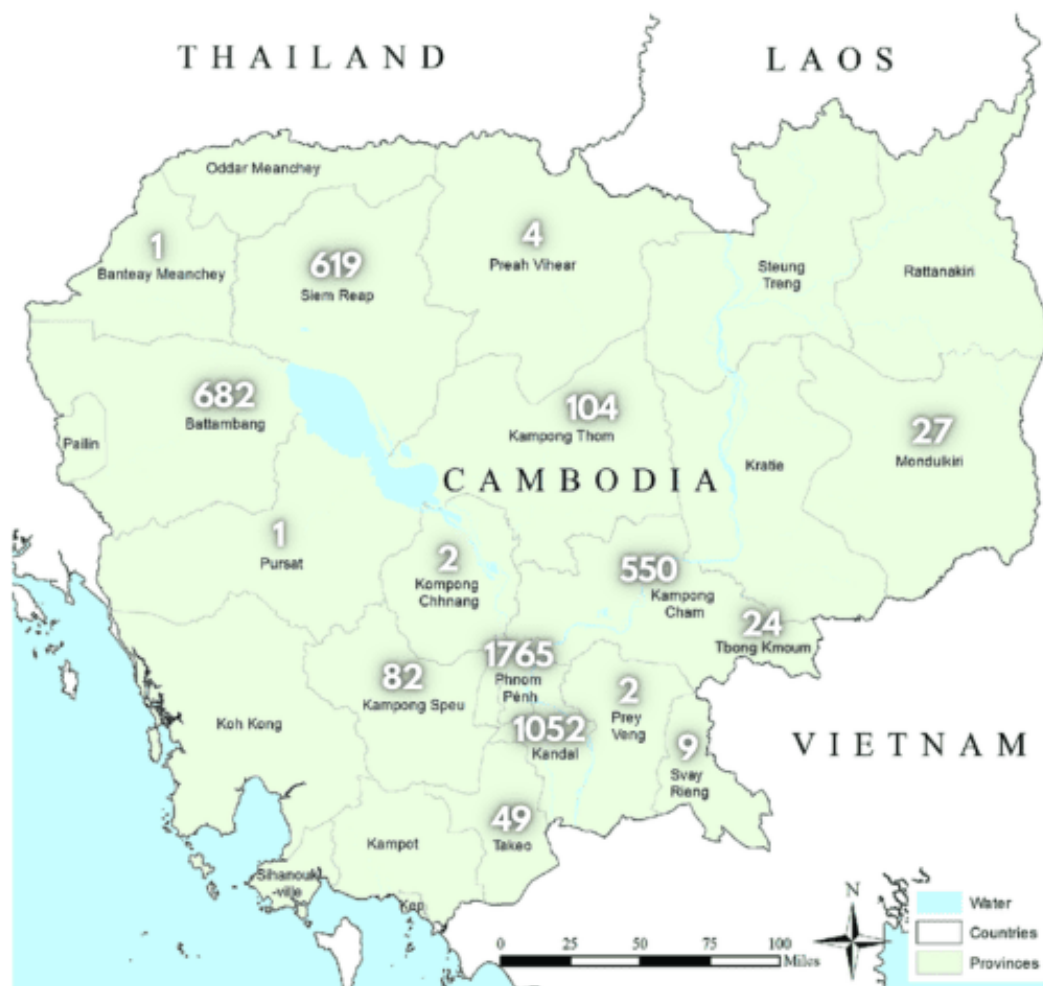 THAILAND
LAOS
Oddar Meanchey
1
Banteay Meanchey
619
Siem Reap
4
Preah Vihear
Steung
Treng
Rattanakiri
682
Battambang
Pailin
104
Kampong Thom
27
Mondulkiri
Kratie
CAMBODIA
1
Pursat
2
Kompong
Chhnang
550
Kampong
Cham
24
Tbong Kmoum
1765
Phnom
Penh
82
Kampong Speu
2
Prey
Veng
Koh Kong
1052
Kandal
9
Svay
Rieng
VIETNAM
49
Takeo
Kampot
Sihanouk
-ville
Kep
N
0 25 50 75 100
Miles
Water
Countries
Provinces